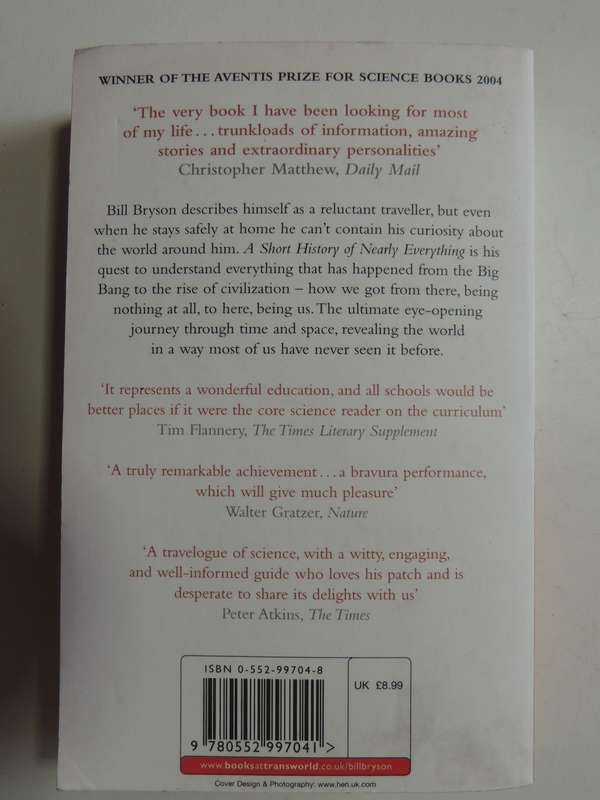 WINNER OF THE AVENTIS PRIZE FOR SCIENCE BOOKS 2004
‘The very book I have been looking for most
of my life...trunkloads of information, amazing
stories and extraordinary personalities’
Christopher Matthew, Daily Mail
Bill Bryson describes himself as a reluctant traveller, but even
when he stays safely at home he can’t contain his curiosity about
the world around him. A Short History of Nearly Everything is his
quest to understand everything that has happened from the Big
Bang to the rise of civilization – how we got from there, being
nothing at all, to here, being us. The ultimate eye-opening
journey through time and space, revealing the world
in a way most of us have never seen it before.
‘It represents a wonderful education, and all schools would be
better places if it were the core science reader on the curriculum’
Tim Flannery, The Times Literary Supplement
‘A truly remarkable achievement...a bravura performance,
which will give much pleasure’
Walter Gratzer, Nature
‘A travelogue of science, with a witty, engaging,
and well-informed guide who loves his patch and is
desperate to share its delights with us’
Peter Atkins, The Times
ISBN 0-552-99704-8
UK £8.99
9 780552 997041 >
www.booksattransworld.co.uk/billbryson
Cover Design & Photography: www.hen.uk.com